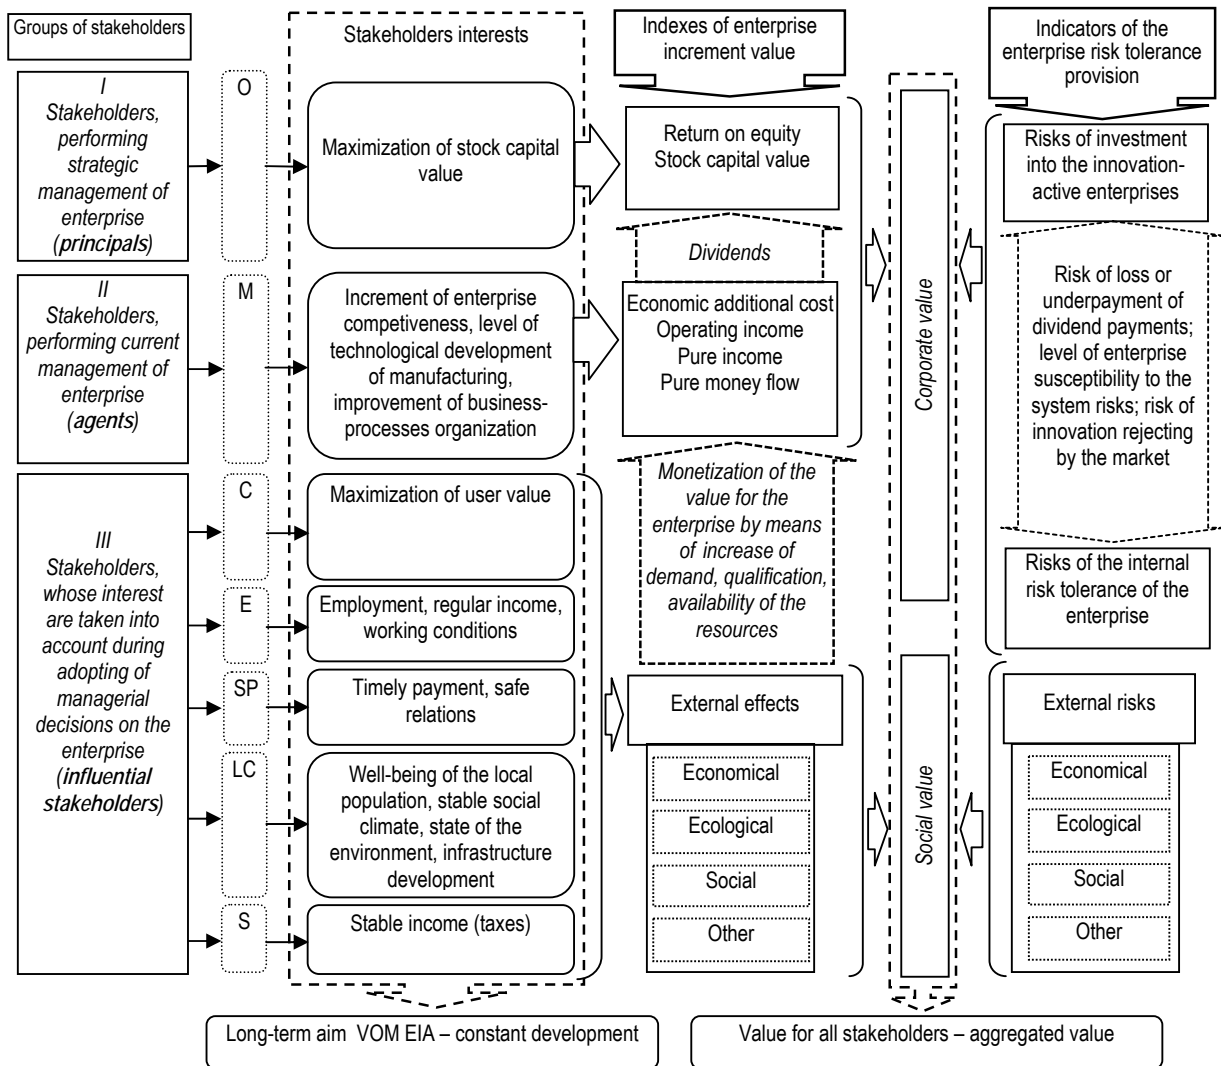 Groups of stakeholders
I
Stakeholders,
performing
strategic
management of
enterprise
(principals)
II
Stakeholders,
performing current
management of
enterprise
(agents)
III
Stakeholders,
whose interest
are taken into
account during
adopting of
managerial
decisions on the
enterprise
(influential
stakeholders)
O
M
C
E
SP
LC
S
Stakeholders interests
Maximization of stock capital
value
Increment of enterprise
competiveness, level of
technological development
of manufacturing,
improvement of business-
processes organization
Maximization of user value
Employment, regular income,
working conditions
Timely payment, safe
relations
Well-being of the local
population, stable social
climate, state of the
environment, infrastructure
development
Stable income (taxes)
Indexes of enterprise
increment value
Return on equity
Stock capital value
Dividends
Economic additional cost
Operating income
Pure income
Pure money flow
Monetization of the
value for the
enterprise by means
of increase of
demand, qualification,
availability of the
resources
External effects
Economical
Ecological
Social
Other
Corporate value
Social value
Indicators of the
enterprise risk tolerance
provision
Risks of investment
into the innovation-
active enterprises
Risk of loss or
underpayment of
dividend payments;
level of enterprise
susceptibility to the
system risks; risk of
innovation rejecting
by the market
Risks of the internal
risk tolerance of the
enterprise
External risks
Economical
Ecological
Social
Other
Long-term aim VOM EIA – constant development
Value for all stakeholders – aggregated value